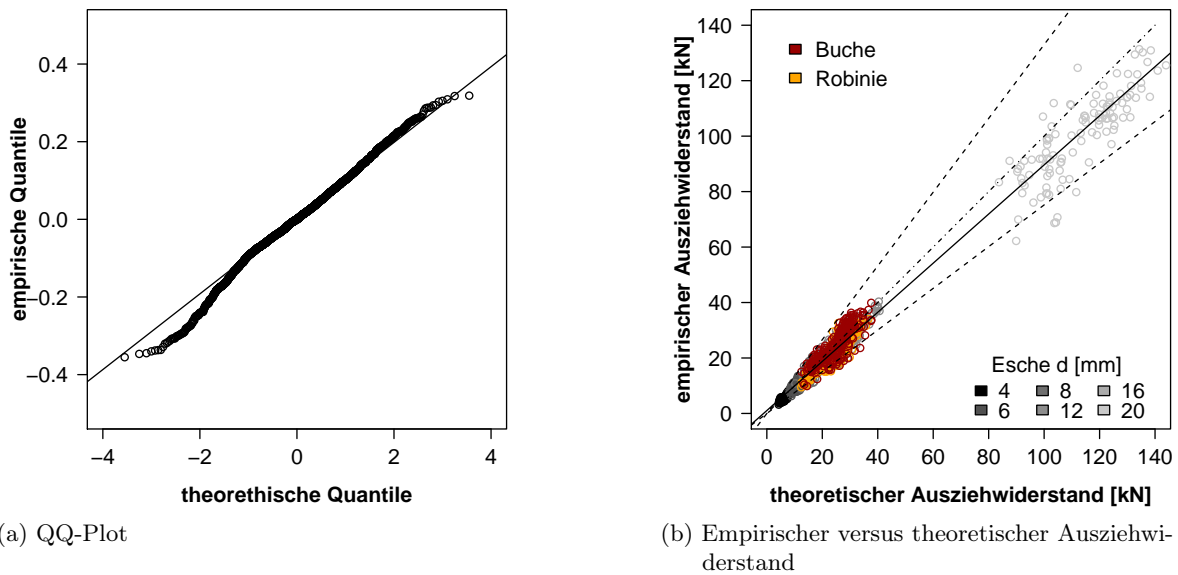 empirische Quantile
0.4
0.2
0.0
−0.2
−0.4
−4 −2 0 2 4
theorethische Quantile
(a) QQ-Plot
empirischer Ausziehwiderstand [kN]
140
120
100
80
60
40
20
0
Buche
Robinie
Esche d [mm]
4 8 16
6 12 20
0 20 40 60 80 100 120 140
theoretischer Ausziehwiderstand [kN]
(b) Empirischer versus theoretischer Ausziehwi-
derstand